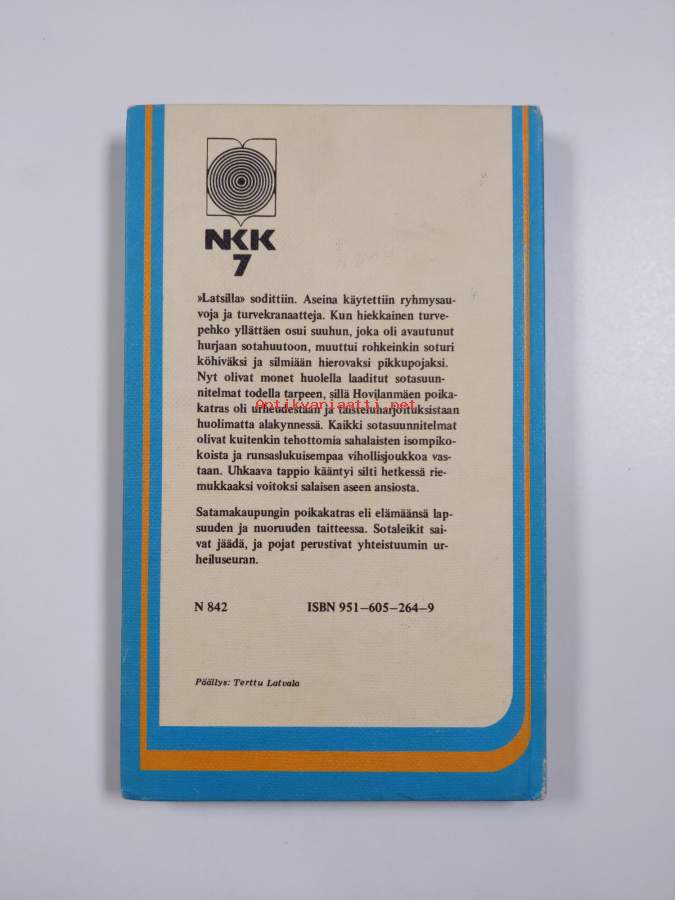 NKK
7
»Latsilla» sodittiin. Aseina käytettiin ryhmysau-
voja ja turvekranaatteja. Kun hiekkainen turve-
pehko yllättäen osui suuhun, joka oli avautunut
hurjaan sotahuutoon, muuttui rohkeinkin soturi
köhiväksi ja silmiään hierovaksi pikkupojaksi.
Nyt olivat monet huolella laaditut sotasuun-
nitelmat todella tarpeen, sillä Hovilanmäen poika-
Antikvariaatti.net
katras oli urheudestaan ja taisteluharjoituksistaan
huolimatta alakynnessä. Kaikki sotasuunnitelmat
olivat kuitenkin tehottomia sahalaisten isompiko-
koista ja runsaslukuisempaa vihollisjoukkoa vas-
taan. Uhkaava tappio kääntyi silti hetkessä rie-
mukkaaksi voitoksi salaisen aseen ansiosta.
Satamakaupungin poikakatras eli elämäänsä lap-
suuden ja nuoruuden taitteessa. Sotaleikit sai-
vat jäädä, ja pojat perustivat yhteistuumin ur-
heiluseuran.
N 842 ISBN 951-605-264-9
Päällys: Terttu Latvala